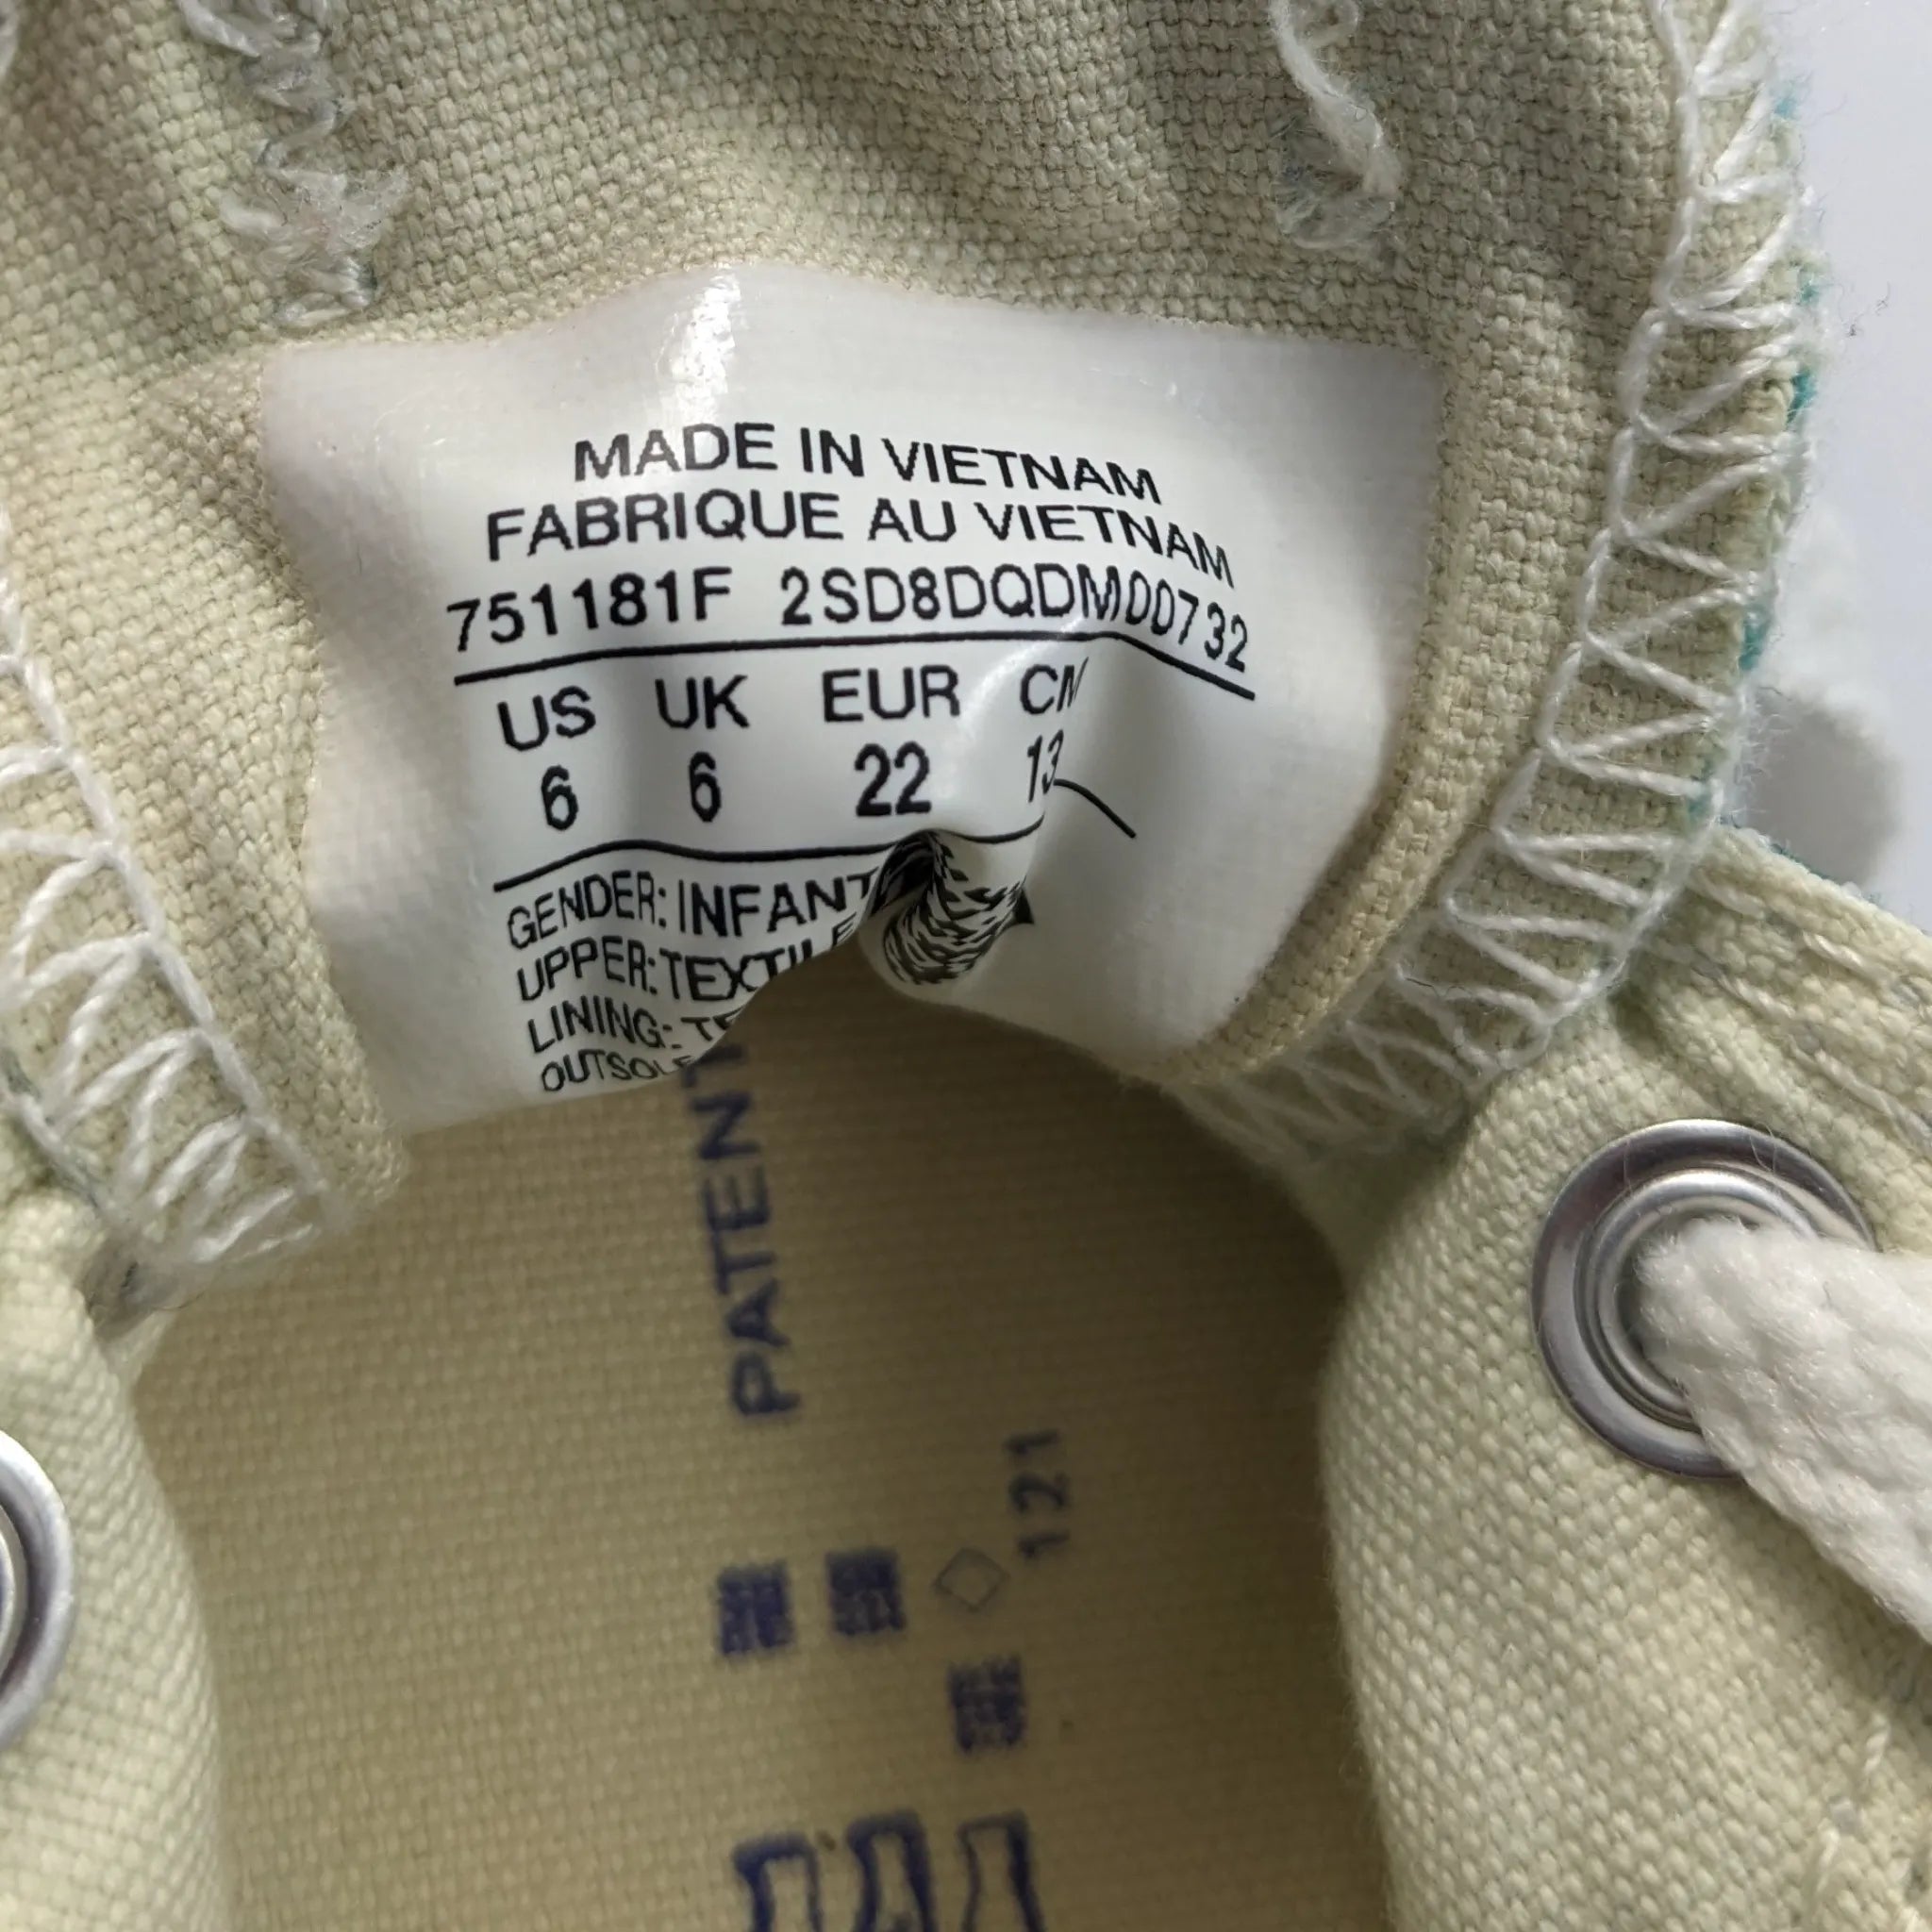 MADE IN VIETNAM
FABRIQUE AU VIETNAM
751181F 2SD8DQDM00732
US UK EUR CM
6 6 22 13
GENDER: INFANT
UPPER: TEXTILE
LINING:
OUTSOLE
PATENT
121